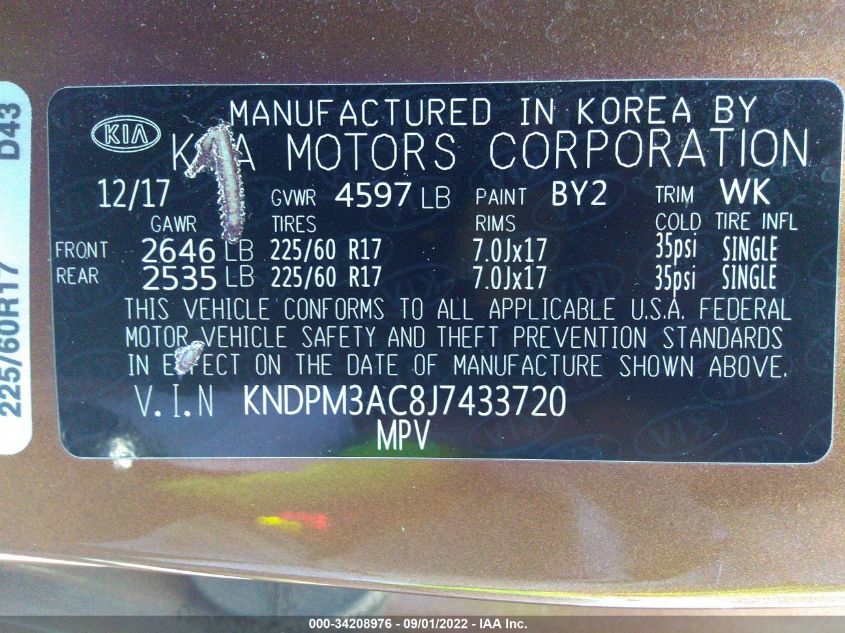 MANUFACTURED IN KOREA BY
KIA KIA MOTORS CORPORATION
12/17 GVWR 4597 LB PAINT BY2 TRIM WK
GAWR TIRES RIMS COLD TIRE INFL
FRONT 2646 LB 225/60 R17 7.0Jx17 35psi SINGLE
REAR 2535 LB 225/60 R17 7.0Jx17 35psi SINGLE
THIS VEHICLE CONFORMS TO ALL APPLICABLE U.S.A. FEDERAL
MOTOR VEHICLE SAFETY AND THEFT PREVENTION STANDARDS
IN EFFECT ON THE DATE OF MANUFACTURE SHOWN ABOVE.
V.I.N KNDPM3AC8J7433720
MPV
225/60R17 D43
000-34208976 - 09/01/2022 - IAA Inc.